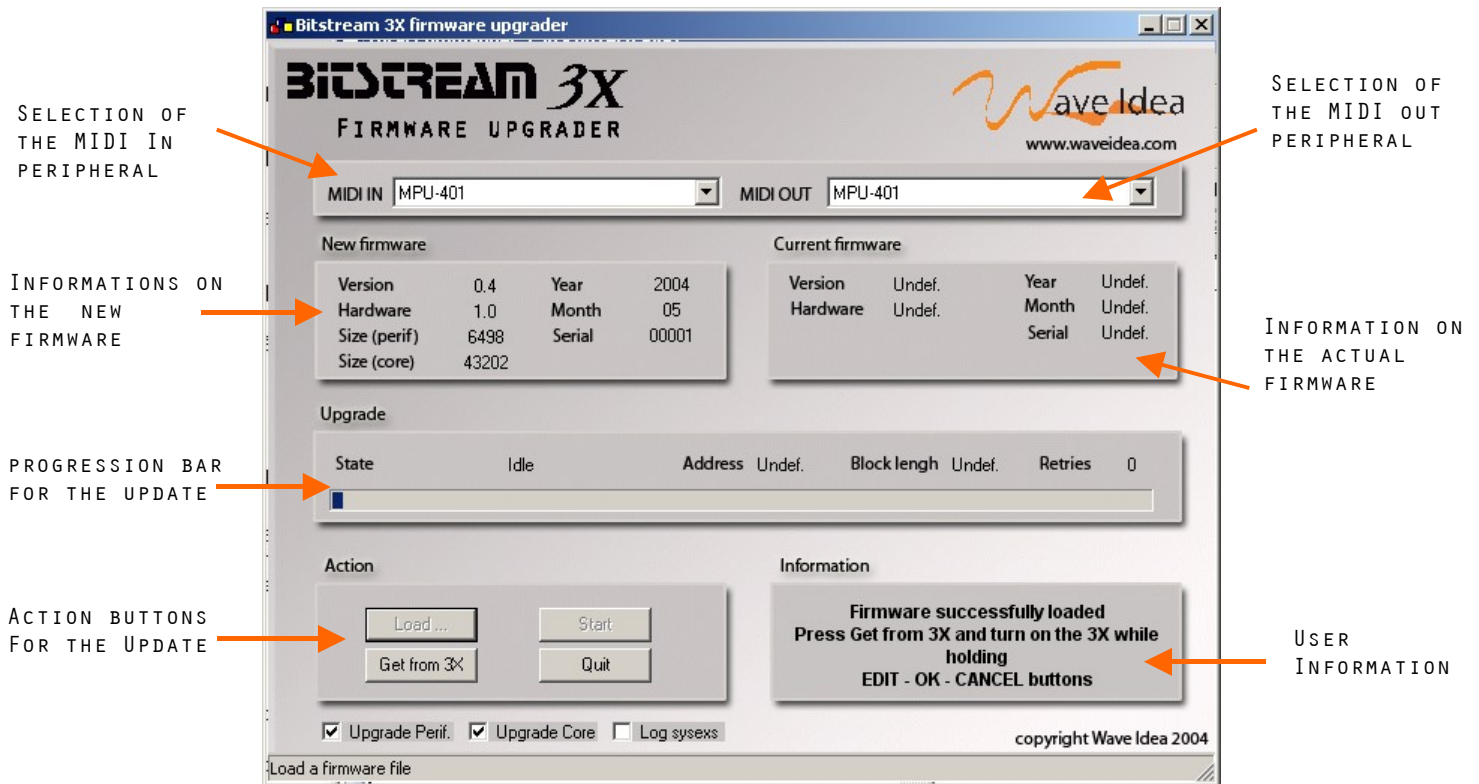 Bitstream 3X firmware upgrader
BITSTREAM 3X
FIRMWARE UPGRADER
Wave Idea
www.waveidea.com
SELECTION OF
THE MIDI IN
PERIPHERAL
SELECTION OF
THE MIDI OUT
PERIPHERAL
MIDI IN MPU-401 MIDI OUT MPU-401
New firmware
Version 0.4 Year 2004
Hardware 1.0 Month 05
Size (perif) 6498 Serial 00001
Size (core) 43202
Current firmware
Version Undef. Year Undef.
Hardware Undef. Month Undef.
Serial Undef.
INFORMATIONS ON
THE NEW
FIRMWARE
INFORMATION ON
THE ACTUAL
FIRMWARE
Upgrade
State Idle Address Undef. Block lengh Undef. Retries 0
PROGRESSION BAR
FOR THE UPDATE
Action
Load ... Start
Get from 3X Quit
ACTION BUTTONS
FOR THE UPDATE
Information
Firmware successfully loaded
Press Get from 3X and turn on the 3X while
holding
EDIT - OK - CANCEL buttons
USER
INFORMATION
Upgrade Perif. Upgrade Core Log sysexs
copyright Wave Idea 2004
Load a firmware file